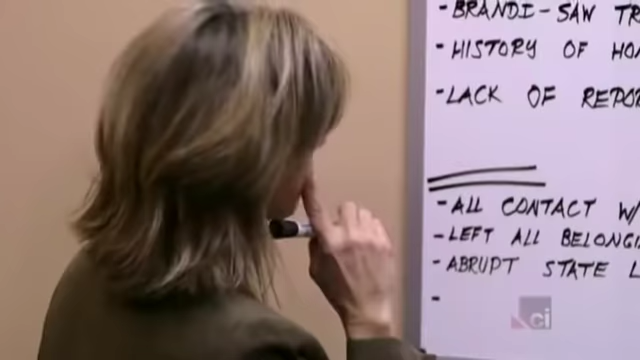 -BRANDI-SAW
-HISTORY OF
-LACK OF
-ALL CONTACT W/
-LEFT ALL
-ABRUPT STATE
-
ci